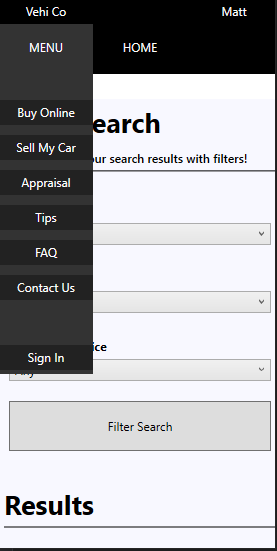 Vehi Co Matt
MENU HOME
Buy Online
earch
Sell My Car
our search results with filters!
Appraisal
Tips
FAQ
Contact Us
ice
Sign In
Filter Search
Results